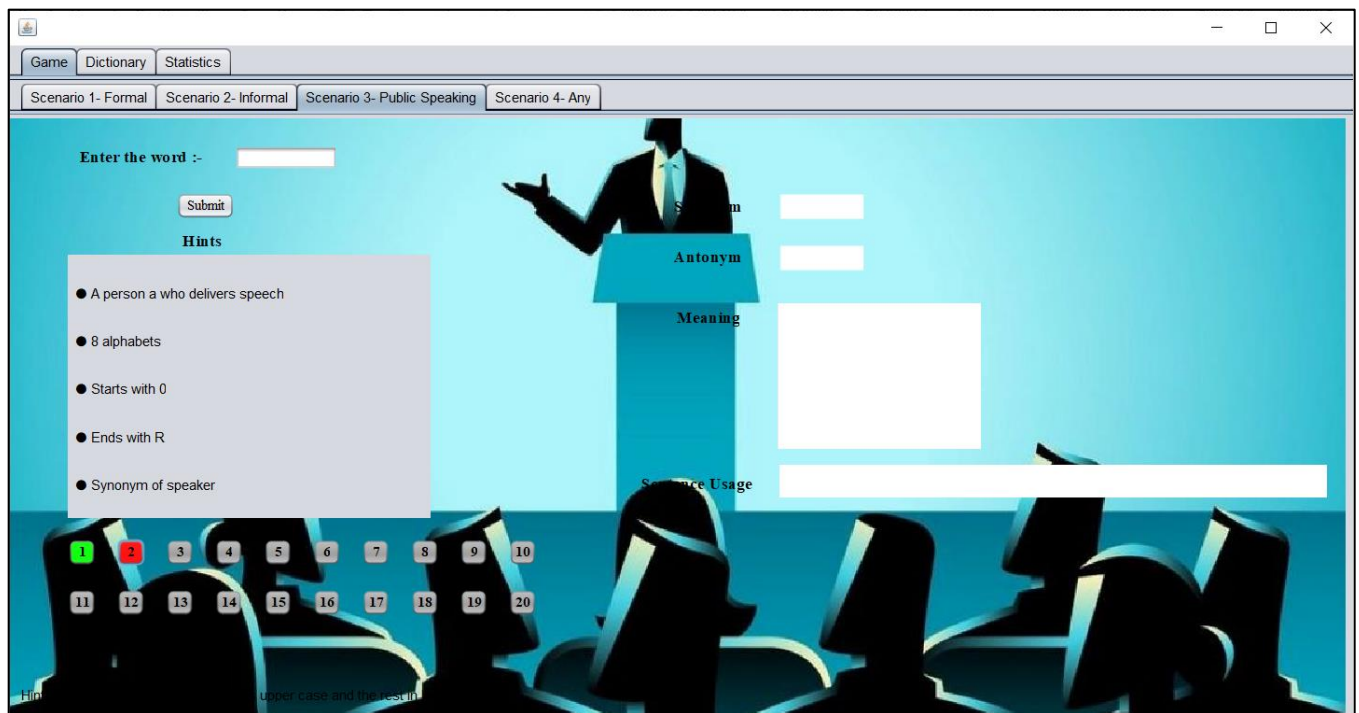 Game Dictionary Statistics
Scenario 1- Formal Scenario 2- Informal Scenario 3- Public Speaking Scenario 4- Any
Enter the word :-
Submit
Hints
Antonym
● A person a who delivers speech
Meaning
● 8 alphabets
● Starts with 0
● Ends with R
● Synonym of speaker
Usage
1 2 3 4 5 6 7 8 9 10
11 12 13 14 15 16 17 18 19 20
upper case and the rest in